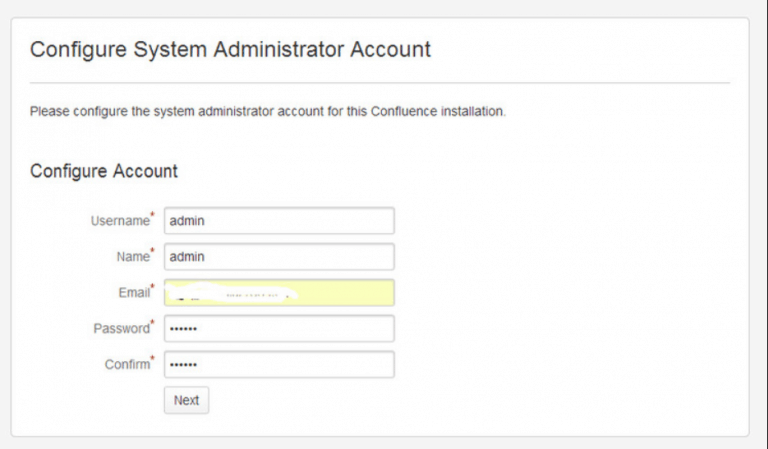 Configure System Administrator Account
Please configure the system administrator account for this Confluence installation.
Configure Account
Username* admin
Name* admin
Email*
Password* ••••••
Confirm* ••••••
Next